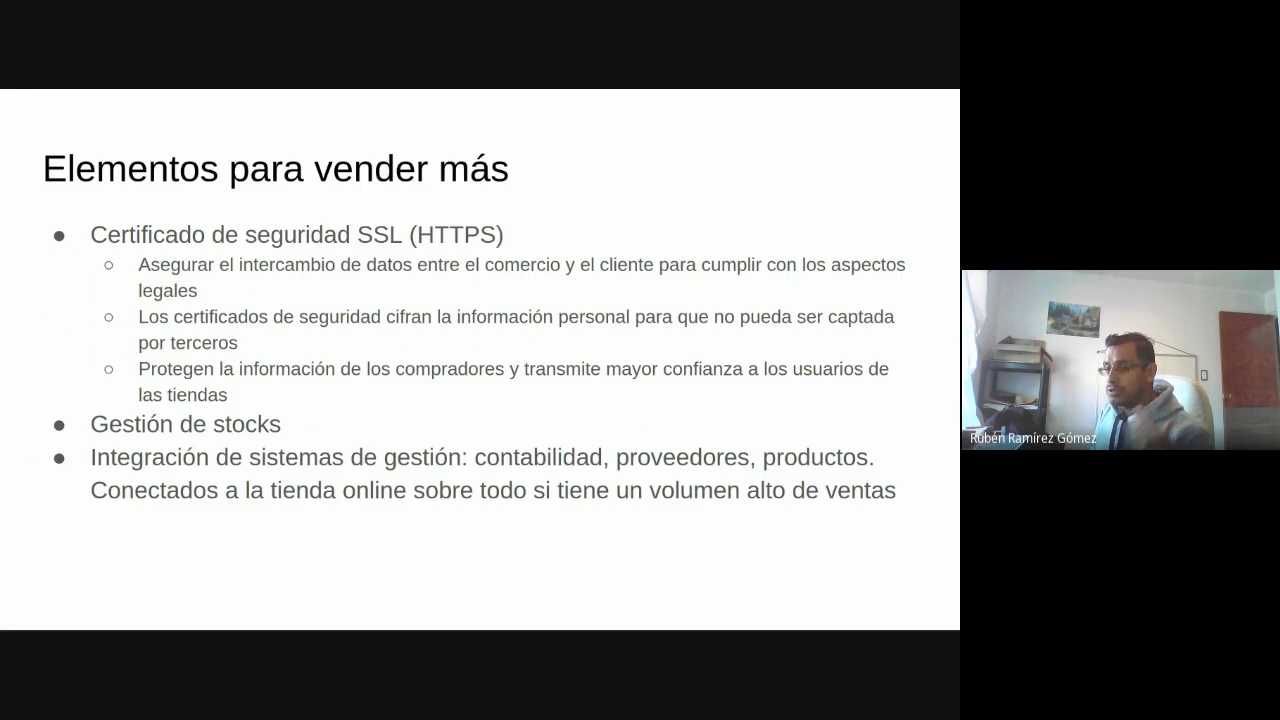 Elementos para vender más
● Certificado de seguridad SSL (HTTPS)
○ Asegurar el intercambio de datos entre el comercio y el cliente para cumplir con los aspectos
legales
○ Los certificados de seguridad cifran la información personal para que no pueda ser captada
por terceros
○ Protegen la información de los compradores y transmite mayor confianza a los usuarios de
las tiendas
● Gestión de stocks
● Integración de sistemas de gestión: contabilidad, proveedores, productos.
Conectados a la tienda online sobre todo si tiene un volumen alto de ventas
Rubén Ramírez Gómez